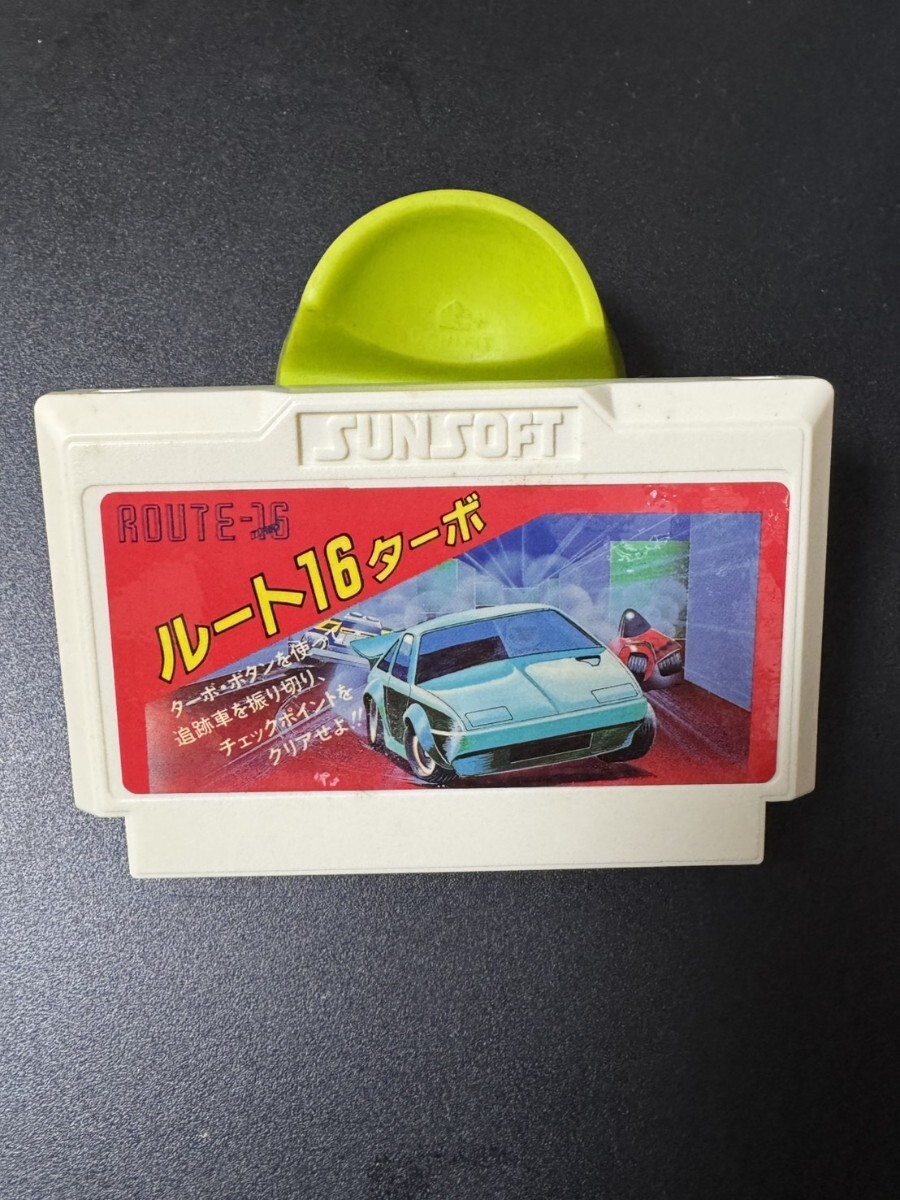 SUNSOFT
ROUTE-16
ルート16ターボ
ターボ・ボタンを使って
追跡車を振り切り、
チェックポイントを
クリアせよ!!